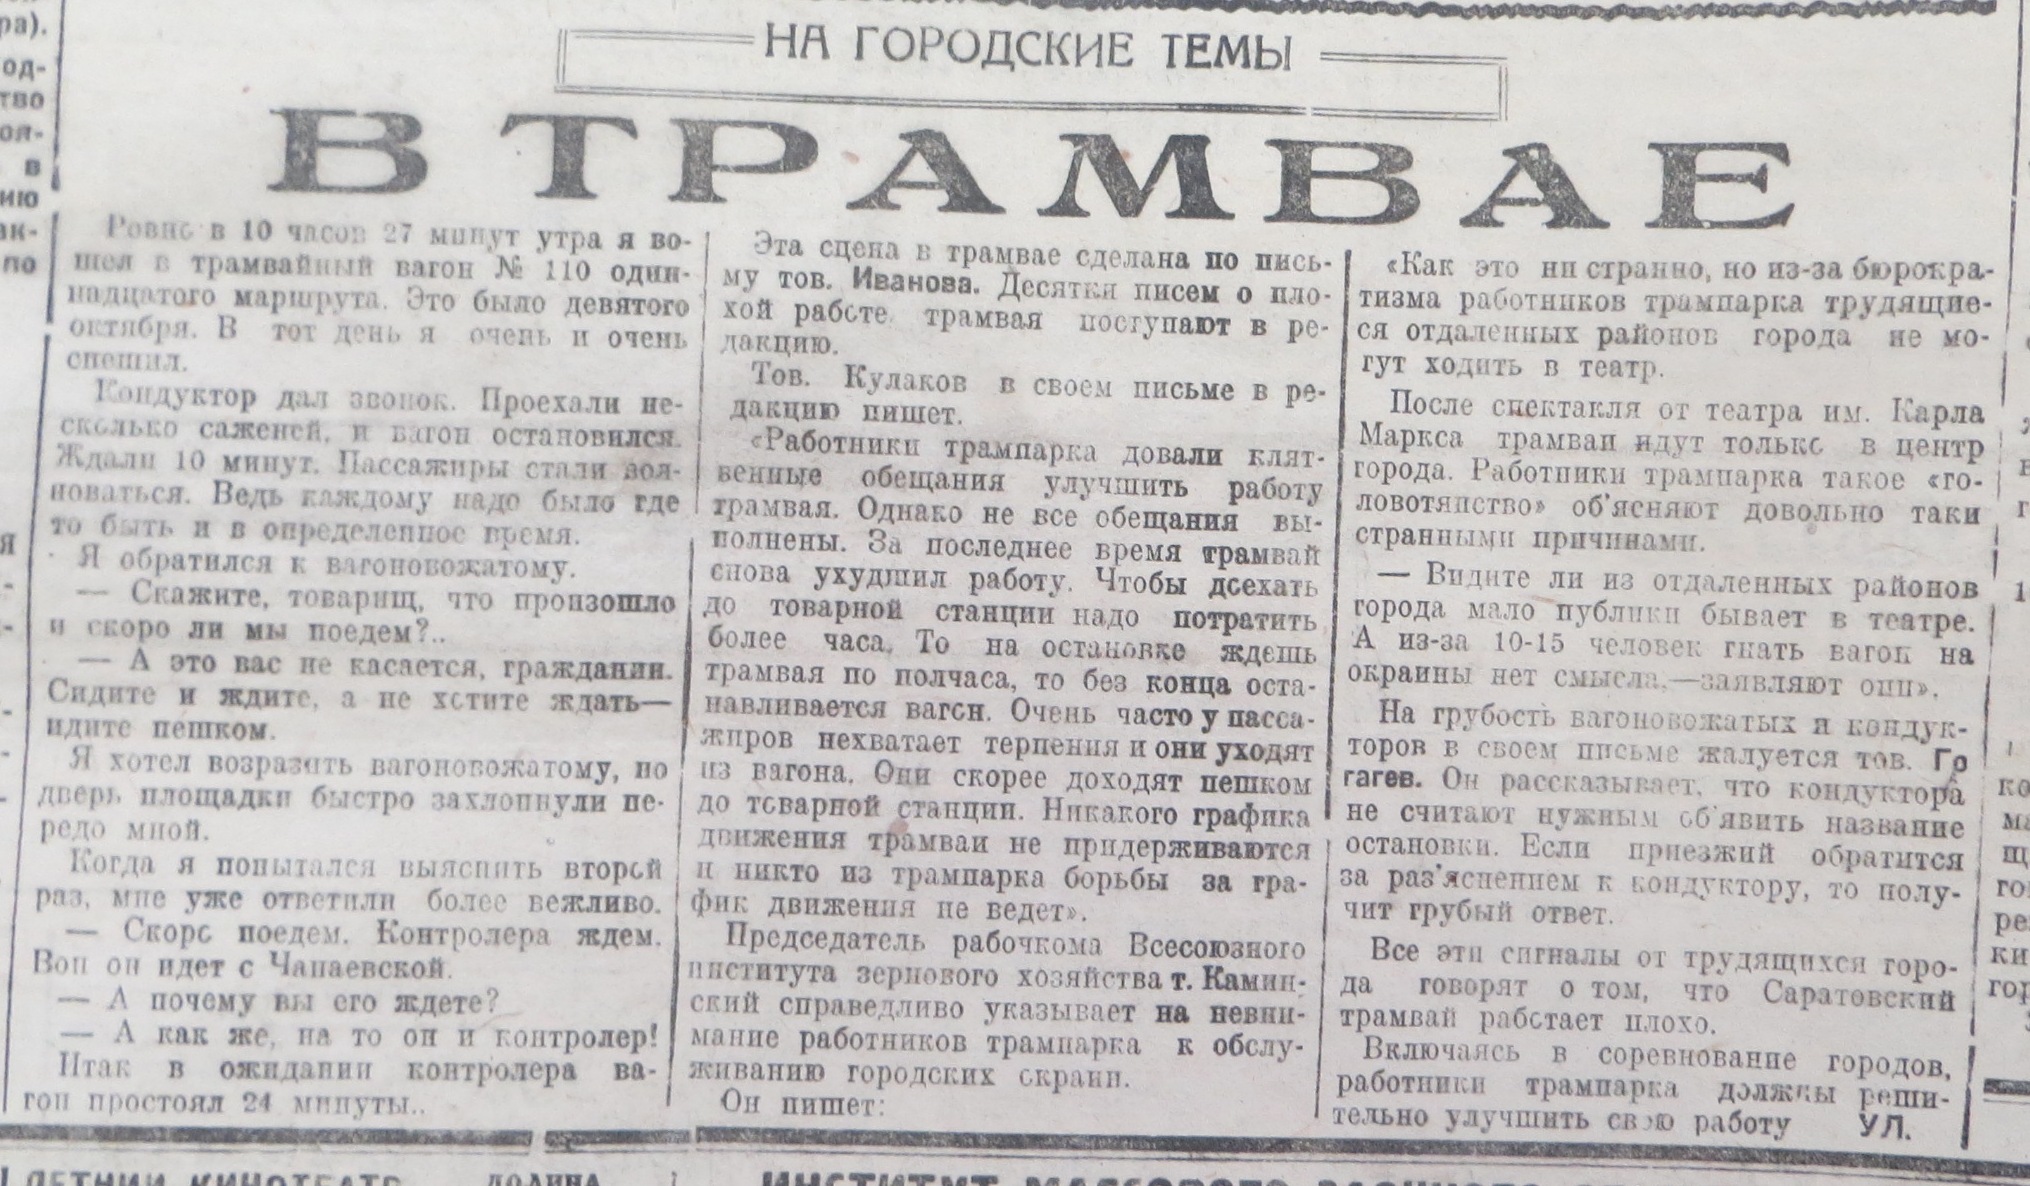 НА ГОРОДСКИЕ ТЕМЫ
В ТРАМВАЕ
Ровно в 10 часов 27 минут утра я во-
шел в трамвайный вагон № 110 один-
надцатого маршрута. Это было девятого
октября. В тот день я очень и очень
спешил.
Кондуктор дал звонок. Проехали не-
сколько саженей, и вагон остановился.
Ждали 10 минут. Пассажиры стали вол-
новаться. Ведь каждому надо было где
то быть и в определенное время.
Я обратился к вагоновожатому.
— Скажите, товарищ, что произошло
и скоро ли мы поедем?..
— А это вас не касается, гражданин.
Сидите и ждите, а не хотите ждать—
идите пешком.
Я хотел возразить вагоновожатому, но
дверь площадки быстро захлопнули пе-
редо мной.
Когда я попытался выяснить второй
раз, мне уже ответили более вежливо.
— Скоро поедем. Контролера ждем.
Вон он идет с Чапаевской.
— А почему вы его ждете?
— А как же, на то он и контролер!
Итак в ожидании контролера ва-
гон простоял 24 минуты..
Эта сцена в трамвае сделана по пись-
му тов. Иванова. Десятки писем о пло-
хой работе трамвая поступают в ре-
дакцию.
Тов. Кулаков в своем письме в ре-
дакцию пишет.
«Работники трампарка довали клят-
венные обещания улучшить работу
трамвая. Однако не все обещания вы-
полнены. За последнее время трамвай
снова ухудшил работу. Чтобы доехать
до товарной станции надо потратить
более часа. То на остановке ждешь
трамвая по полчаса, то без конца оста-
навливается вагон. Очень часто у пасса-
жиров нехватает терпения и они уходят
из вагона. Они скорее доходят пешком
до товарной станции. Никакого графика
движения трамваи не придерживаются
и никто из трампарка борьбы за гра-
фик движения не ведет».
Председатель рабочкома Всесоюзного
института зернового хозяйства т. Камин-
ский справедливо указывает на невни-
мание работников трампарка к обслу-
живанию городских окраин.
Он пишет:
«Как это ни странно, но из-за бюрокра-
тизма работников трампарка трудящие-
ся отдаленных районов города не мо-
гут ходить в театр.
После спектакля от театра им. Карла
Маркса трамваи идут только в центр
города. Работники трампарка такое «го-
ловотяпство» об'ясняют довольно таки
странными причинами.
— Видите ли из отдаленных районов
города мало публики бывает в театре.
А из-за 10-15 человек гнать вагон на
окраины нет смысла,—заявляют они».
На грубость вагоновожатых и кондук-
торов в своем письме жалуется тов. Го
гагев. Он рассказывает, что кондуктора
не считают нужным об'явить название
остановки. Если приезжий обратится
за раз'яснением к кондуктору, то полу-
чит грубый ответ.
Все эти сигналы от трудящихся горо-
да говорят о том, что Саратовский
трамвай работает плохо.
Включаясь в соревнование городов,
работники трампарка должны реши-
тельно улучшить свою работу УЛ.
ЛЕТНИЙ КИНОТЕАТР